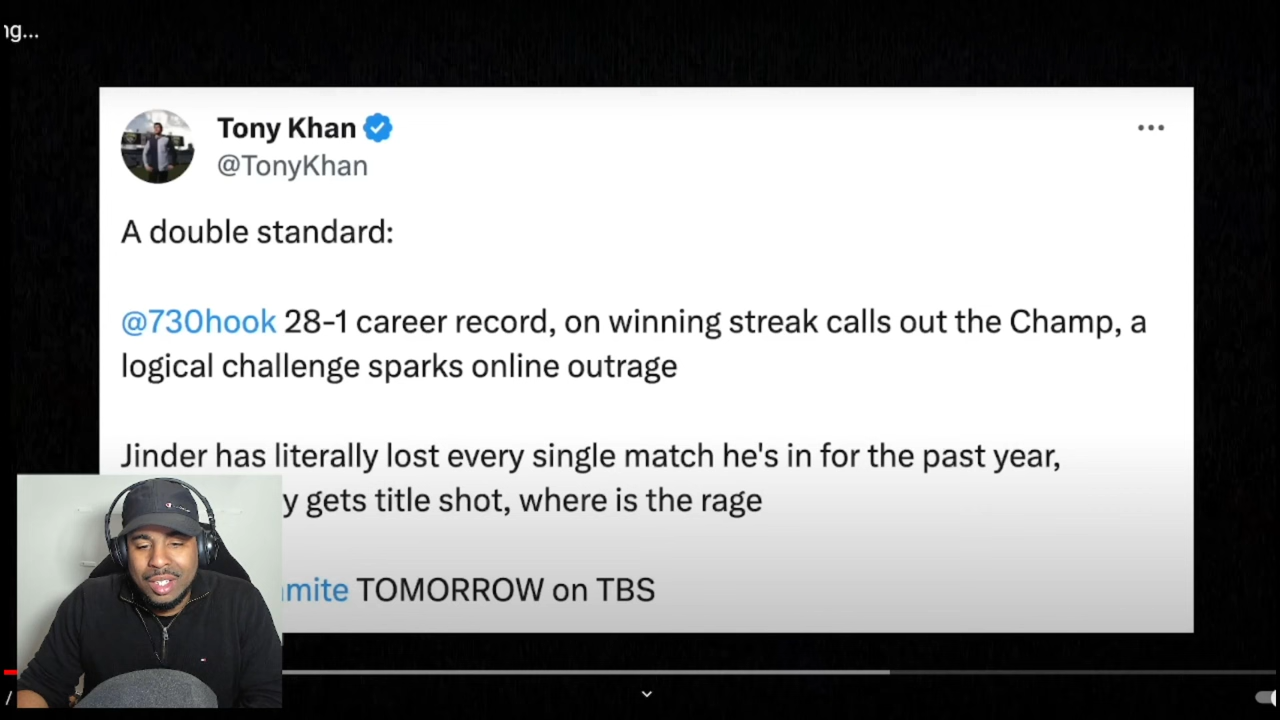 ng...
Tony Khan
@TonyKhan
A double standard:
@730hook 28-1 career record, on winning streak calls out the Champ, a
logical challenge sparks online outrage
Jinder has literally lost every single match he's in for the past year,
y gets title shot, where is the rage
mite TOMORROW on TBS
/